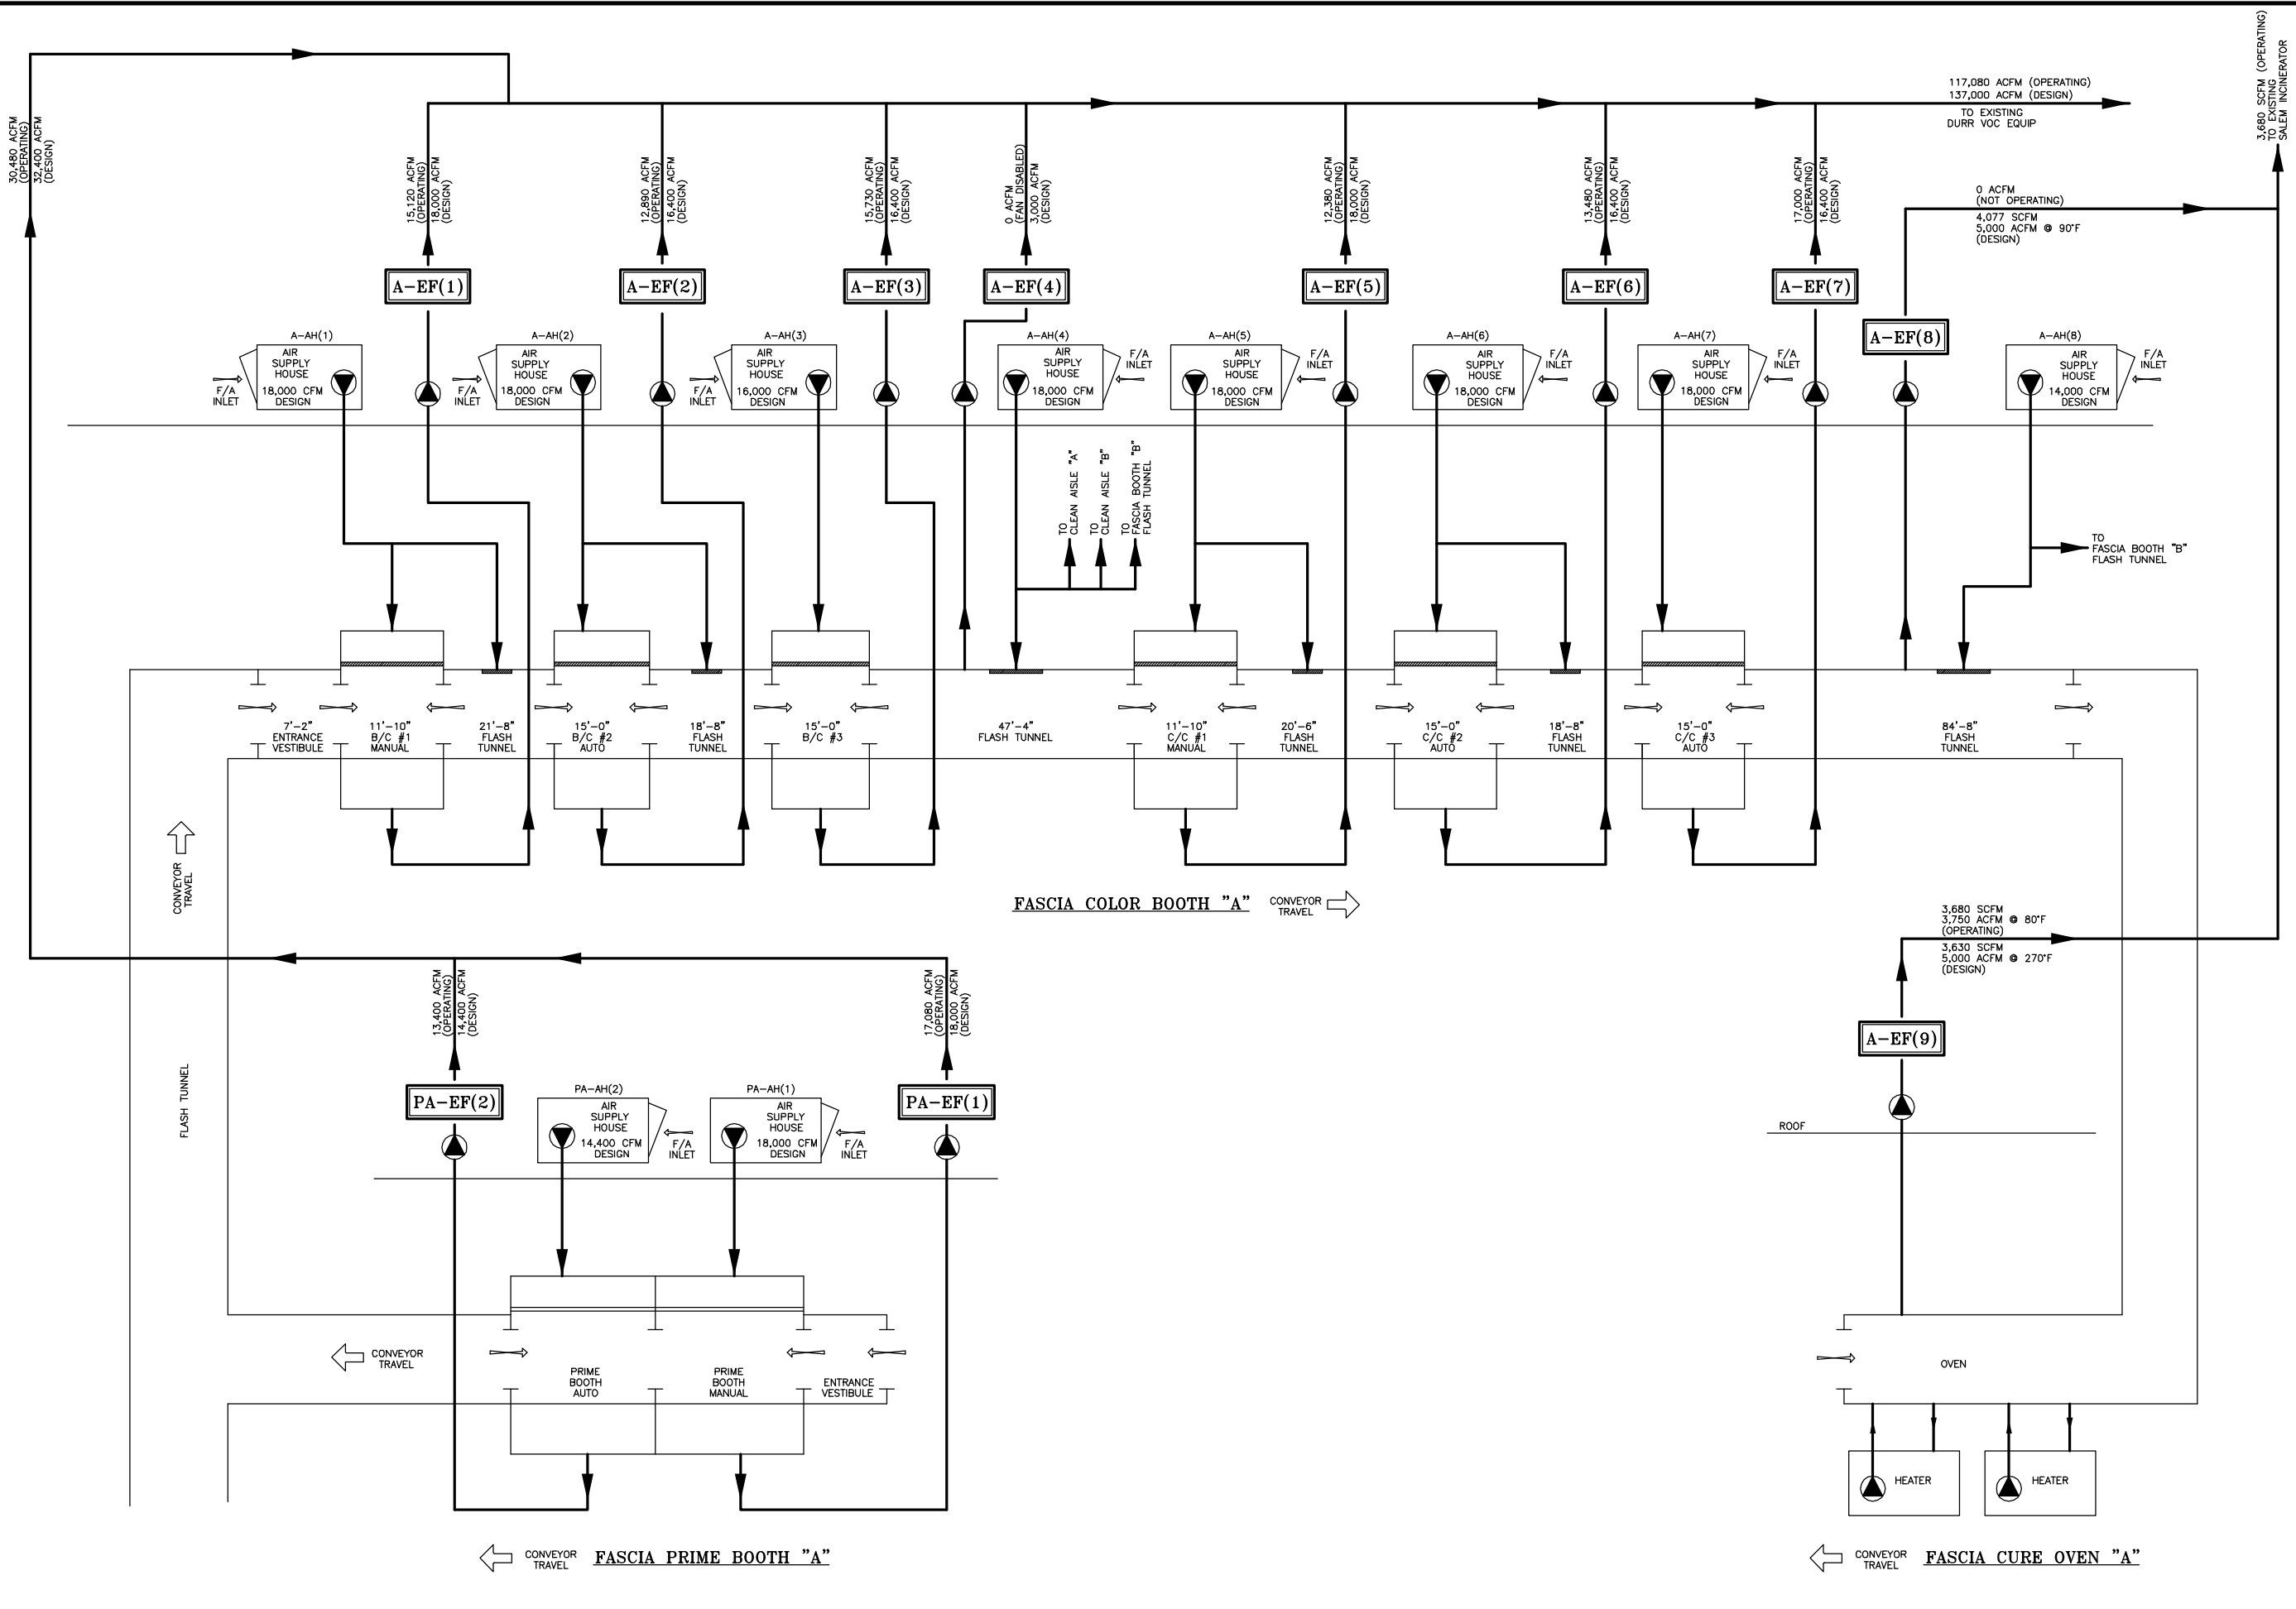 3,680 SCFM (OPERATING)
TO EXISTING
SALEM INCINERATOR
117,080 ACFM (OPERATING)
137,000 ACFM (DESIGN)
TO EXISTING
DURR VOC EQUIP
30,480 ACFM
(OPERATING)
32,400 ACFM
(DESIGN)
15,120 ACFM
(OPERATING)
18,000 ACFM
(DESIGN)
12,890 ACFM
(OPERATING)
16,400 ACFM
(DESIGN)
15,730 ACFM
(OPERATING)
16,400 ACFM
(DESIGN)
0 ACFM
(FAN DISABLED)
3,000 ACFM
(DESIGN)
12,380 ACFM
(OPERATING)
18,000 ACFM
(DESIGN)
13,480 ACFM
(OPERATING)
16,400 ACFM
(DESIGN)
17,000 ACFM
(OPERATING)
16,400 ACFM
(DESIGN)
0 ACFM
(NOT OPERATING)
4,077 SCFM
5,000 ACFM @ 90°F
(DESIGN)
A-EF(1)
A-EF(2)
A-EF(3)
A-EF(4)
A-EF(5)
A-EF(6)
A-EF(7)
A-EF(8)
A-AH(1)
AIR
SUPPLY
HOUSE
18,000 CFM
DESIGN
F/A
INLET
A-AH(2)
AIR
SUPPLY
HOUSE
18,000 CFM
DESIGN
F/A
INLET
A-AH(3)
AIR
SUPPLY
HOUSE
16,000 CFM
DESIGN
F/A
INLET
A-AH(4)
AIR
SUPPLY
HOUSE
18,000 CFM
DESIGN
F/A
INLET
A-AH(5)
AIR
SUPPLY
HOUSE
18,000 CFM
DESIGN
F/A
INLET
A-AH(6)
AIR
SUPPLY
HOUSE
18,000 CFM
DESIGN
F/A
INLET
A-AH(7)
AIR
SUPPLY
HOUSE
18,000 CFM
DESIGN
F/A
INLET
A-AH(8)
AIR
SUPPLY
HOUSE
14,000 CFM
DESIGN
F/A
INLET
TO
CLEAN AISLE "A"
TO
CLEAN AISLE "B"
TO
FASCIA BOOTH "B"
FLASH TUNNEL
TO
FASCIA BOOTH "B"
FLASH TUNNEL
7'-2"
ENTRANCE
VESTIBULE
11'-10"
B/C #1
MANUAL
21'-8"
FLASH
TUNNEL
15'-0"
B/C #2
AUTO
18'-8"
FLASH
TUNNEL
15'-0"
B/C #3
47'-4"
FLASH TUNNEL
11'-10"
C/C #1
MANUAL
20'-6"
FLASH
TUNNEL
15'-0"
C/C #2
AUTO
18'-8"
FLASH
TUNNEL
15'-0"
C/C #3
AUTO
84'-8"
FLASH
TUNNEL
CONVEYOR
TRAVEL
FASCIA COLOR BOOTH "A"
CONVEYOR
TRAVEL
3,680 SCFM
3,750 ACFM @ 80°F
(OPERATING)
3,630 SCFM
5,000 ACFM @ 270°F
(DESIGN)
13,400 ACFM
(OPERATING)
14,400 ACFM
(DESIGN)
17,080 ACFM
(OPERATING)
18,000 ACFM
(DESIGN)
A-EF(9)
FLASH TUNNEL
PA-EF(2)
PA-AH(2)
AIR
SUPPLY
HOUSE
14,400 CFM
DESIGN
F/A
INLET
PA-AH(1)
AIR
SUPPLY
HOUSE
18,000 CFM
DESIGN
F/A
INLET
PA-EF(1)
ROOF
CONVEYOR
TRAVEL
PRIME
BOOTH
AUTO
PRIME
BOOTH
MANUAL
ENTRANCE
VESTIBULE
OVEN
HEATER
HEATER
CONVEYOR
TRAVEL
FASCIA PRIME BOOTH "A"
CONVEYOR
TRAVEL
FASCIA CURE OVEN "A"